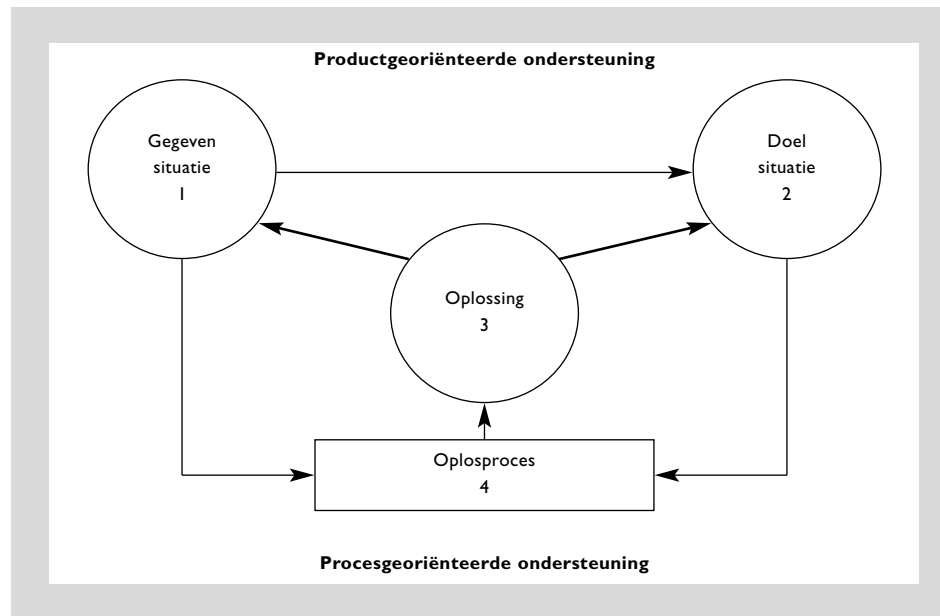 Productgeoriënteerde ondersteuning
Gegeven
situatie
1
Doel
situatie
2
Oplossing
3
Oplosproces
4
Procesgeoriënteerde ondersteuning